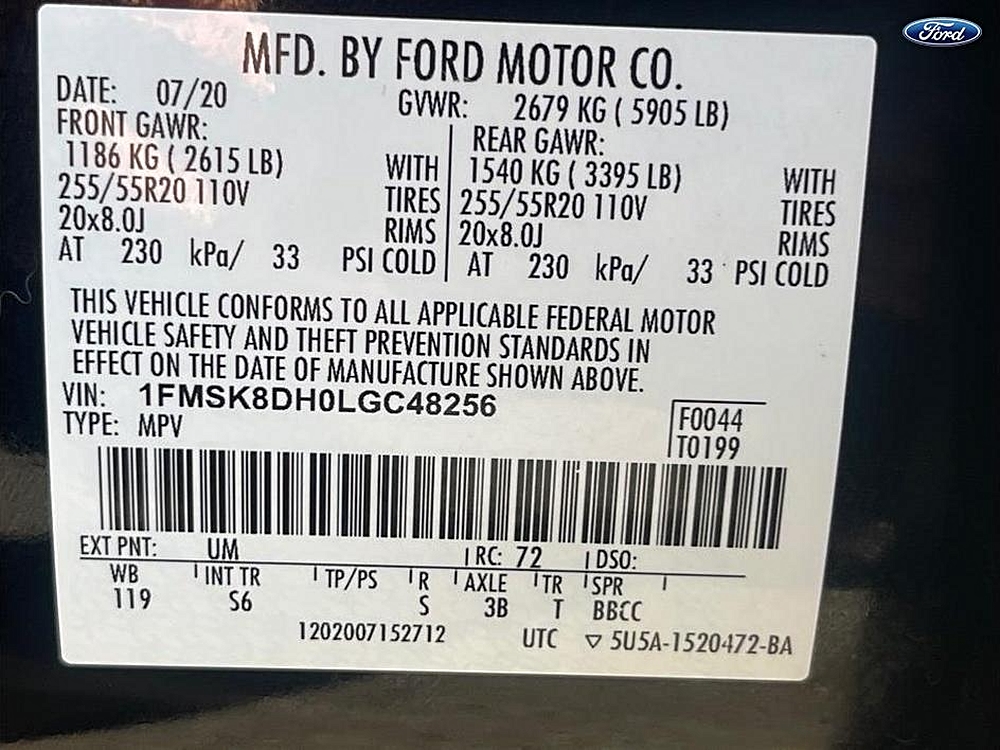 Ford
MFD. BY FORD MOTOR CO.
DATE: 07/20 GVWR: 2679 KG ( 5905 LB)
FRONT GAWR: REAR GAWR:
1186 KG ( 2615 LB) WITH 1540 KG ( 3395 LB) WITH
255/55R20 110V TIRES 255/55R20 110V TIRES
20x8.0J RIMS 20x8.0J RIMS
AT 230 kPa/ 33 PSI COLD AT 230 kPa/ 33 PSI COLD
THIS VEHICLE CONFORMS TO ALL APPLICABLE FEDERAL MOTOR
VEHICLE SAFETY AND THEFT PREVENTION STANDARDS IN
EFFECT ON THE DATE OF MANUFACTURE SHOWN ABOVE.
VIN: 1FMSK8DH0LGC48256
TYPE: MPV
F0044
T0199
EXT PNT: UM RC: 72 DSO:
WB INT TR TP/PS R AXLE TR SPR
119 S6 S 3B T BBCC
1202007152712 UTC ▽ 5U5A-1520472-BA